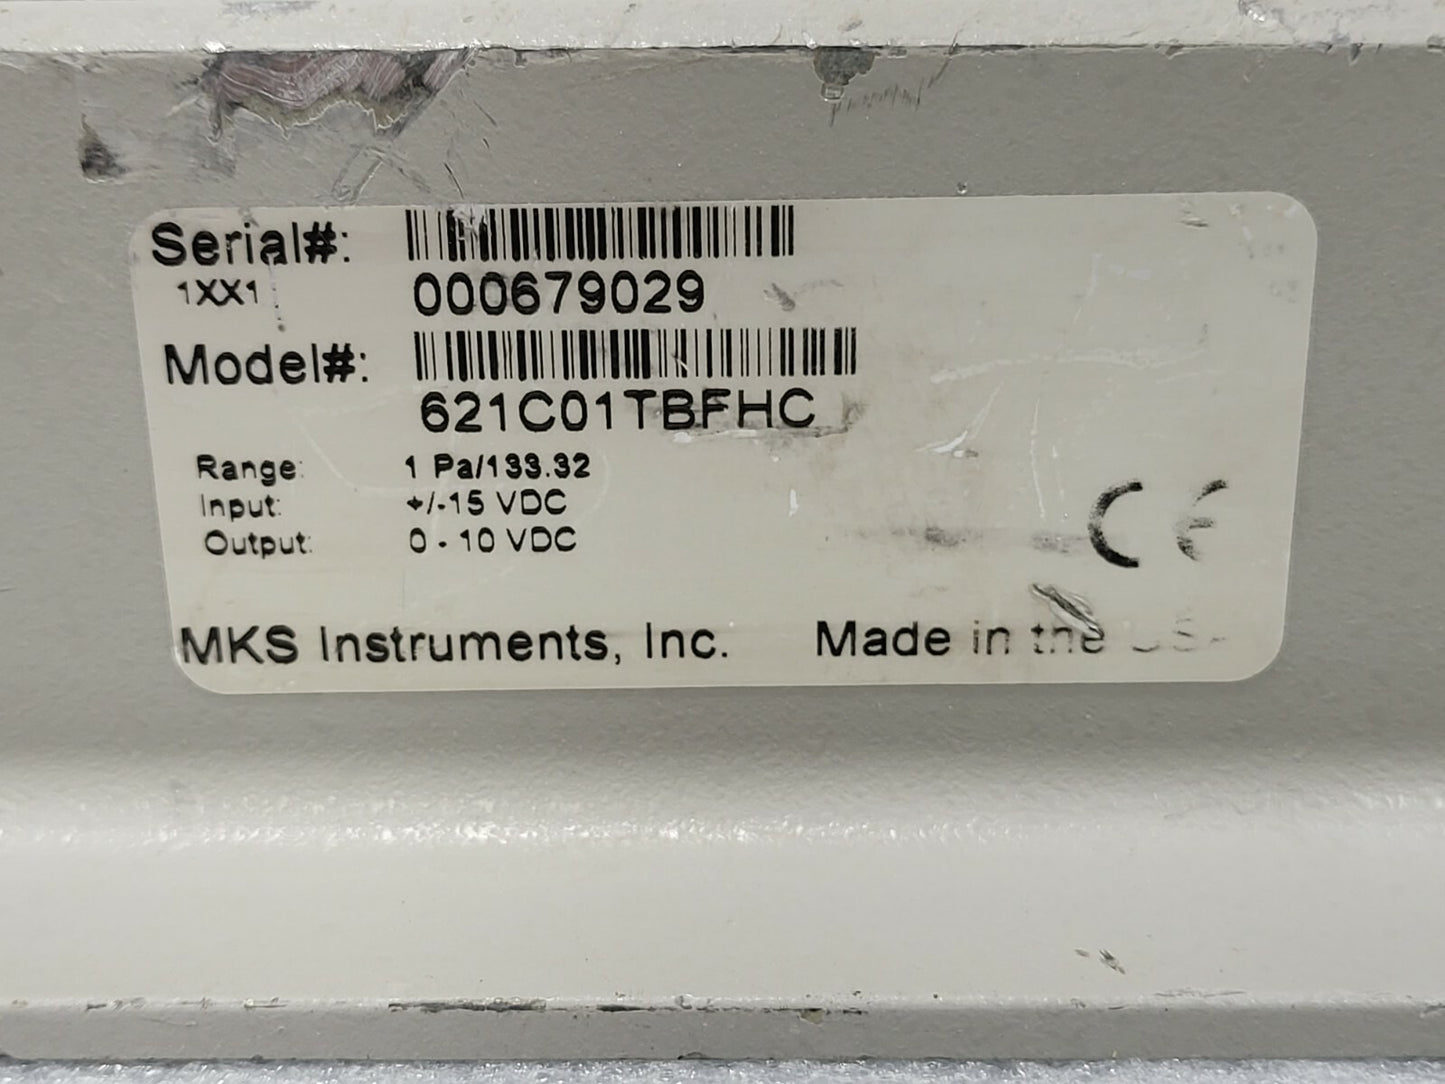 Serial#:
1XX1 000679029
Model#:
621C01TBFHC
Range: 1 Pa/133.32
Input: +/-15 VDC
Output: 0 - 10 VDC
CE
MKS Instruments, Inc. Made in the